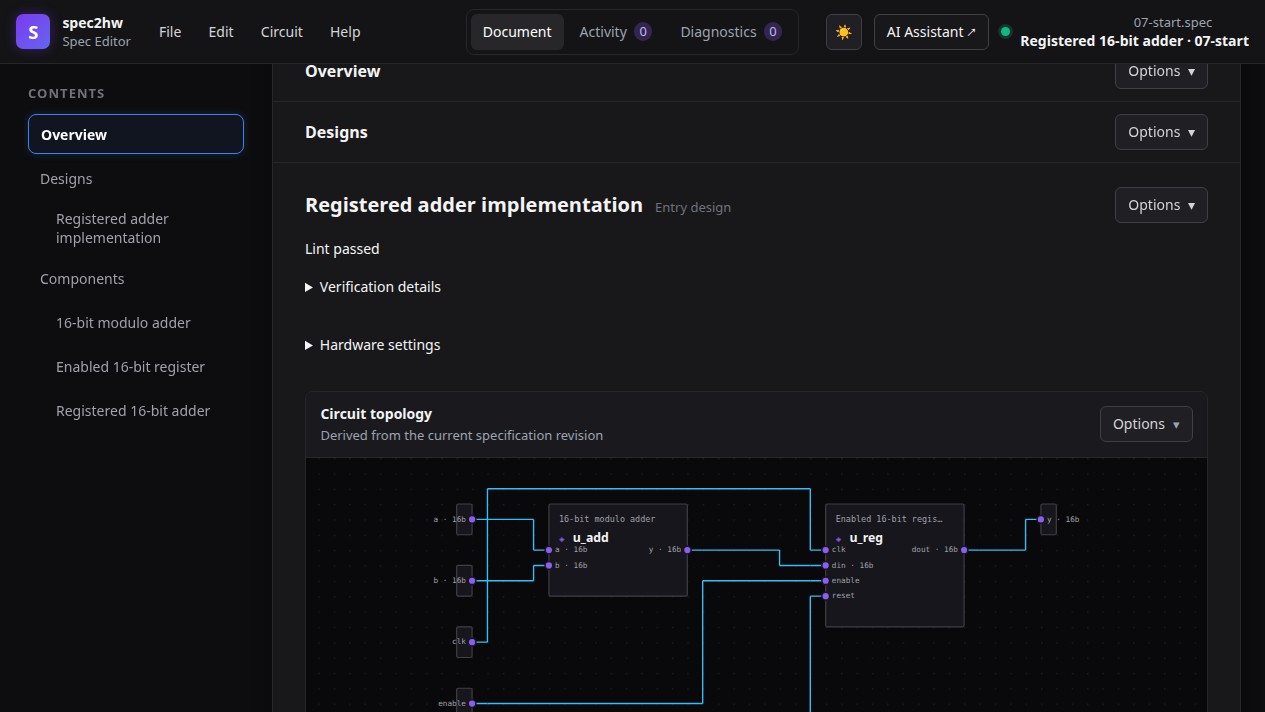 S
spec2hw
Spec Editor
File
Edit
Circuit
Help
Document
Activity 0
Diagnostics 0
AI Assistant ↗
07-start.spec
Registered 16-bit adder · 07-start
CONTENTS
Overview
Designs
Registered adder
implementation
Components
16-bit modulo adder
Enabled 16-bit register
Registered 16-bit adder
Overview
Options ▾
Designs
Options ▾
Registered adder implementation Entry design
Options ▾
Lint passed
▶ Verification details
▶ Hardware settings
Circuit topology
Derived from the current specification revision
Options ▾
a · 16b
b · 16b
clk
enable
16-bit modulo adder
u_add
a · 16b
y · 16b
b · 16b
Enabled 16-bit regis…
u_reg
clk
dout · 16b
din · 16b
enable
reset
y · 16b